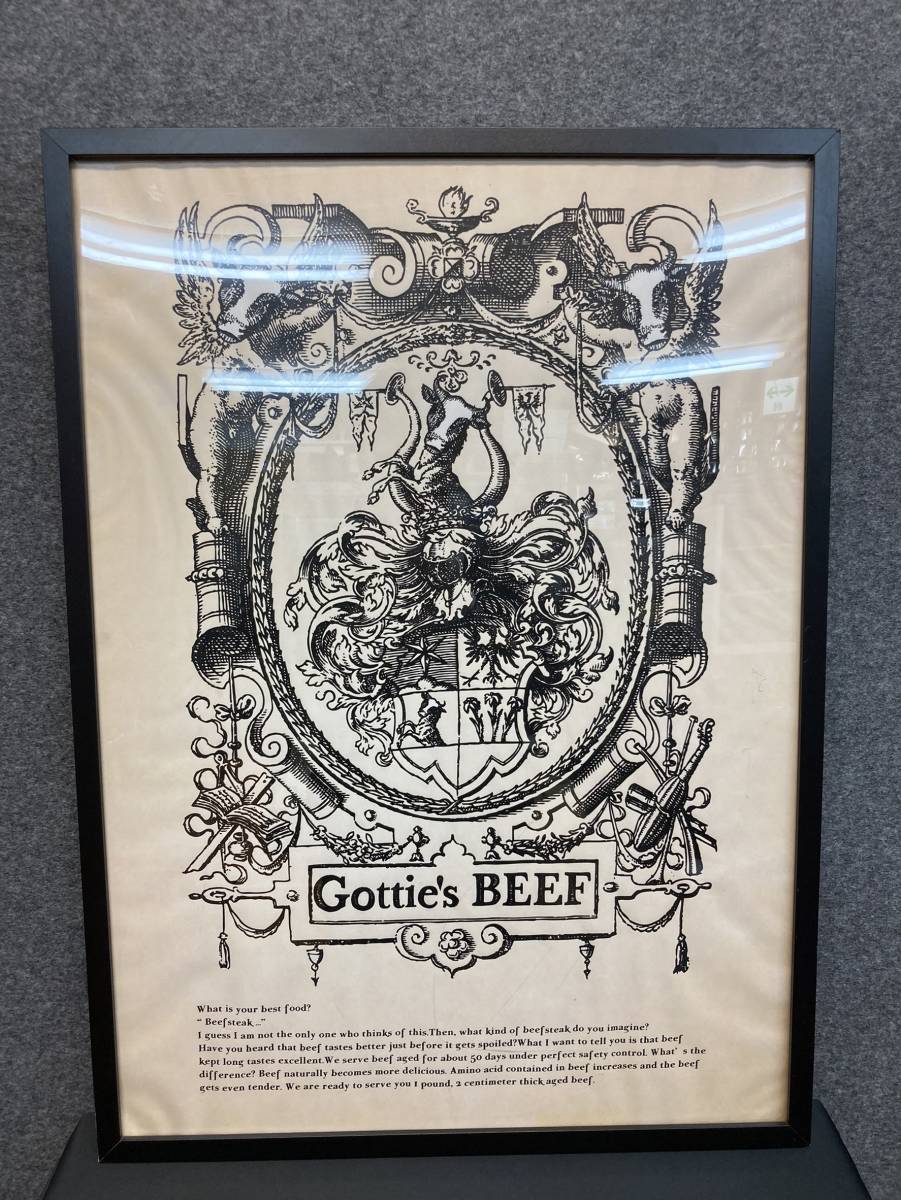 Gottie's BEEF
What is your best food?
“ Beefsteak...”
I guess I am not the only one who thinks of this.Then, what kind of beefsteak do you imagine?
Have you heard that beef tastes better just before it gets spoiled?What I want to tell you is that beef
kept long tastes excellent.We serve beef aged for about 50 days under perfect safety control. What’s the
difference? Beef naturally becomes more delicious. Amino acid contained in beef increases and the beef
gets even tender. We are ready to serve you 1 pound, 2 centimeter thick aged beef.